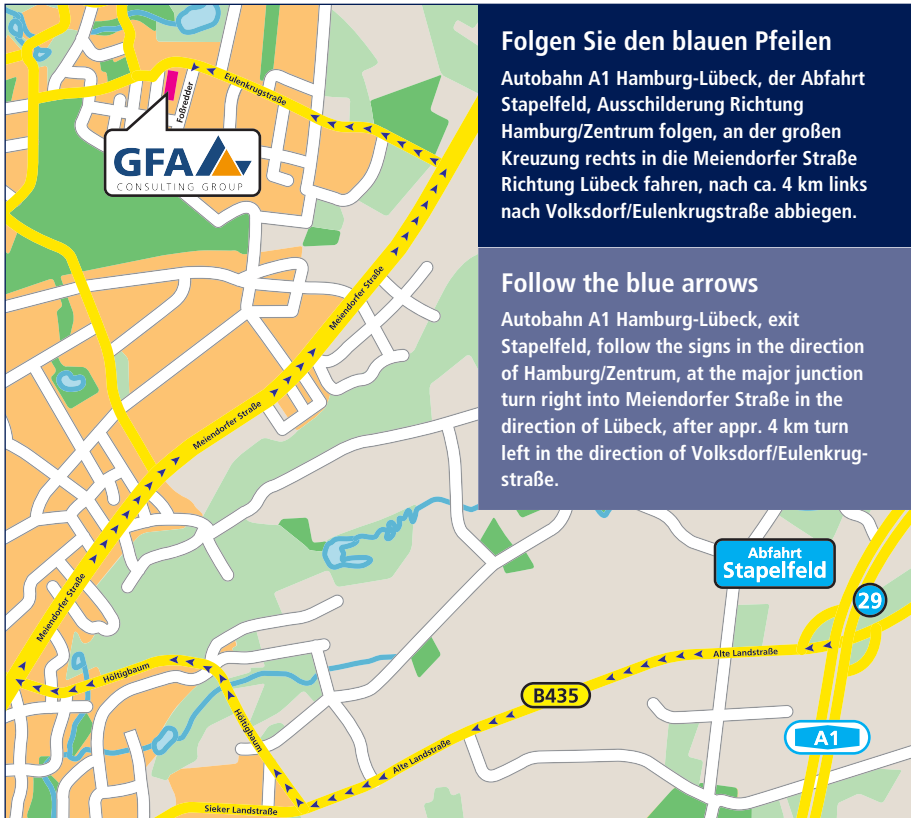 Folgen Sie den blauen Pfeilen
Autobahn A1 Hamburg-Lübeck, der Abfahrt
Stapelfeld, Ausschilderung Richtung
Hamburg/Zentrum folgen, an der großen
Kreuzung rechts in die Meiendorfer Straße
Richtung Lübeck fahren, nach ca. 4 km links
nach Volksdorf/Eulenkrugstraße abbiegen.
Follow the blue arrows
Autobahn A1 Hamburg-Lübeck, exit
Stapelfeld, follow the signs in the direction
of Hamburg/Zentrum, at the major junction
turn right into Meiendorfer Straße in the
direction of Lübeck, after appr. 4 km turn
left in the direction of Volksdorf/Eulenkrug-
straße.
Eulenkrugstraße
Foßredder
GFA
CONSULTING GROUP
Meiendorfer Straße
Meiendorfer Straße
Meiendorfer Straße
Abfahrt
Stapelfeld
29
Alte Landstraße
Höltigbaum
B435
Höltigbaum
A1
Alte Landstraße
Sieker Landstraße